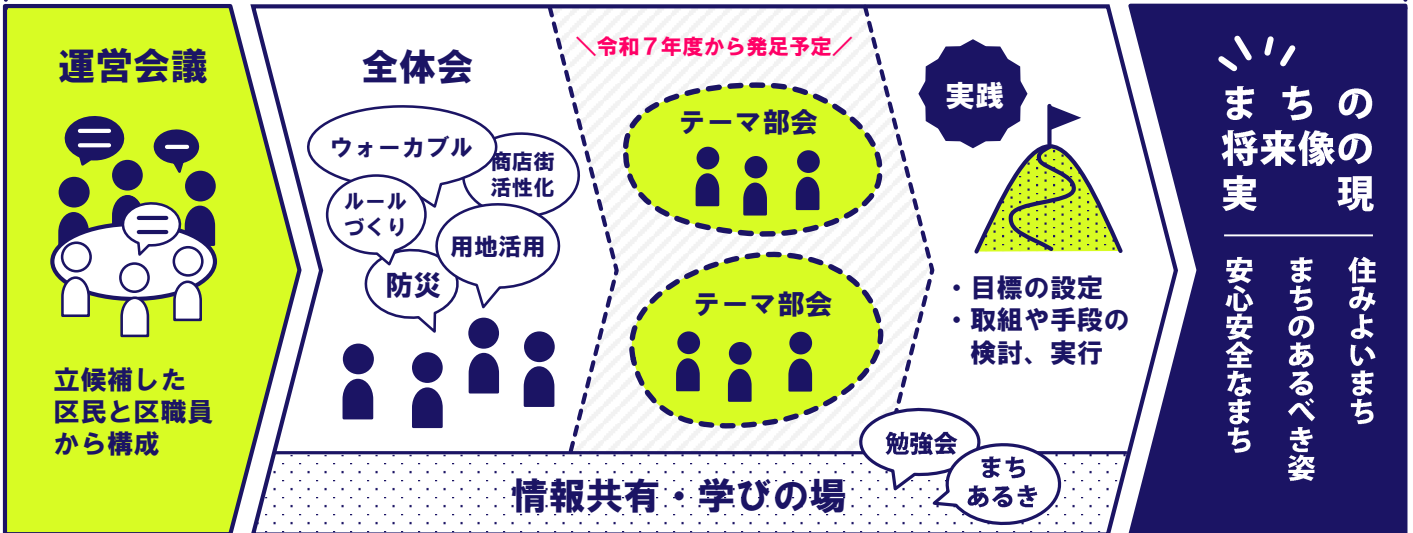 運営会議
立候補した
区民と区職員
から構成
全体会
ウォーカブル
商店街
活性化
ルール
づくり
用地活用
防災
＼令和７年度から発足予定／
テーマ部会
テーマ部会
実践
・目標の設定
・取組や手段の
検討、実行
情報共有・学びの場
勉強会
まち
あるき
まちの
将来像の
実現
住みよいまち
まちのあるべき姿
安心安全なまち